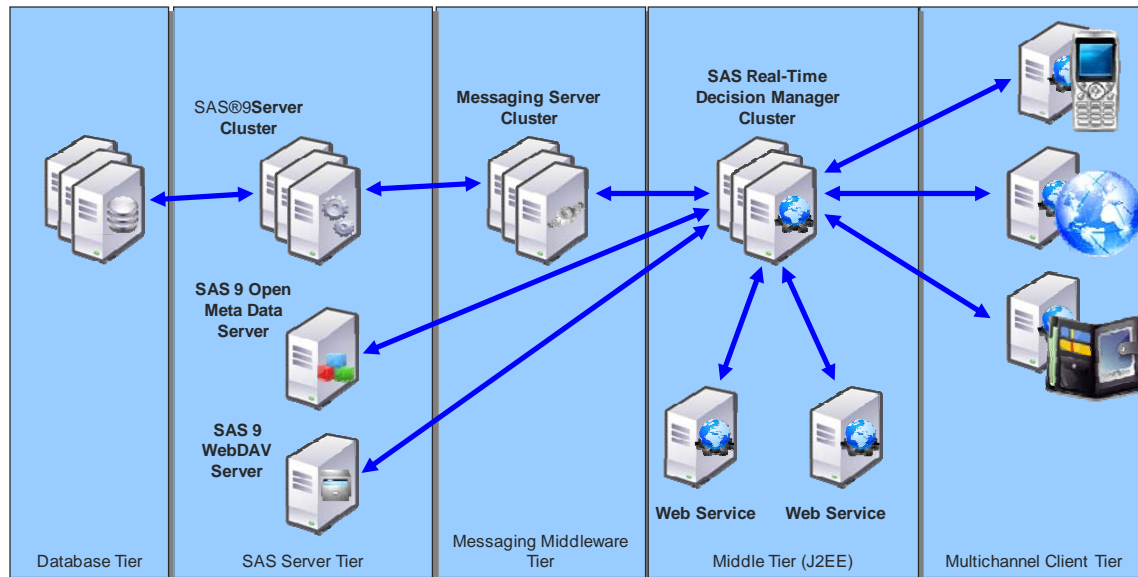 SAS®9Server
Cluster
Messaging Server
Cluster
SAS Real-Time
Decision Manager
Cluster
SAS 9 Open
Meta Data
Server
SAS 9
WebDAV
Server
Web Service
Web Service
Database Tier
SAS Server Tier
Messaging Middleware
Tier
Middle Tier (J2EE)
Multichannel Client Tier